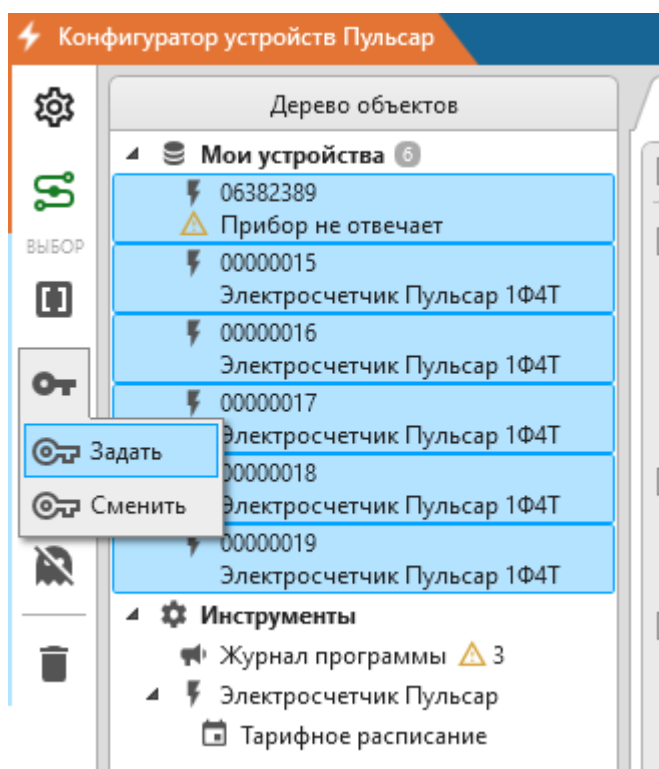 Конфигуратор устройств Пульсар
Дерево объектов
Мои устройства 6
06382389
Прибор не отвечает
ВЫБОР
00000015
Электросчетчик Пульсар 1Ф4Т
00000016
Электросчетчик Пульсар 1Ф4Т
00000017
Электросчетчик Пульсар 1Ф4Т
Задать
00000018
Электросчетчик Пульсар 1Ф4Т
Сменить
00000019
Электросчетчик Пульсар 1Ф4Т
Инструменты
Журнал программы 3
Электросчетчик Пульсар
Тарифное расписание